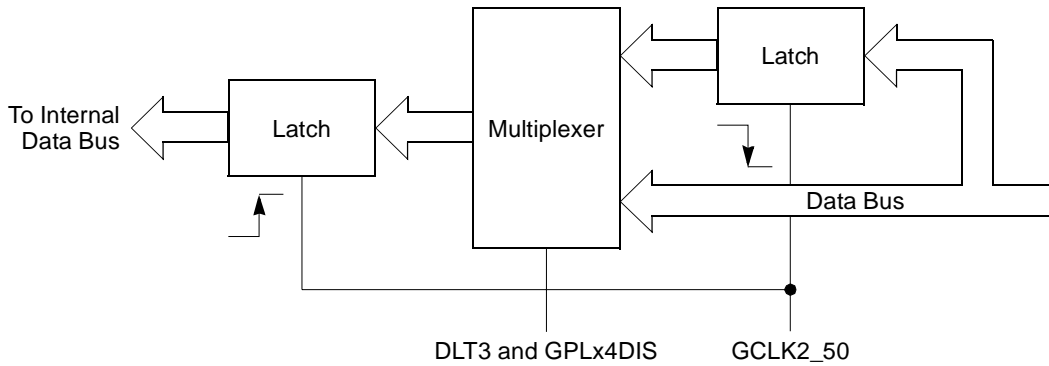 Latch
To Internal
Data Bus
Latch
Multiplexer
Data Bus
DLT3 and GPLx4DIS
GCLK2_50